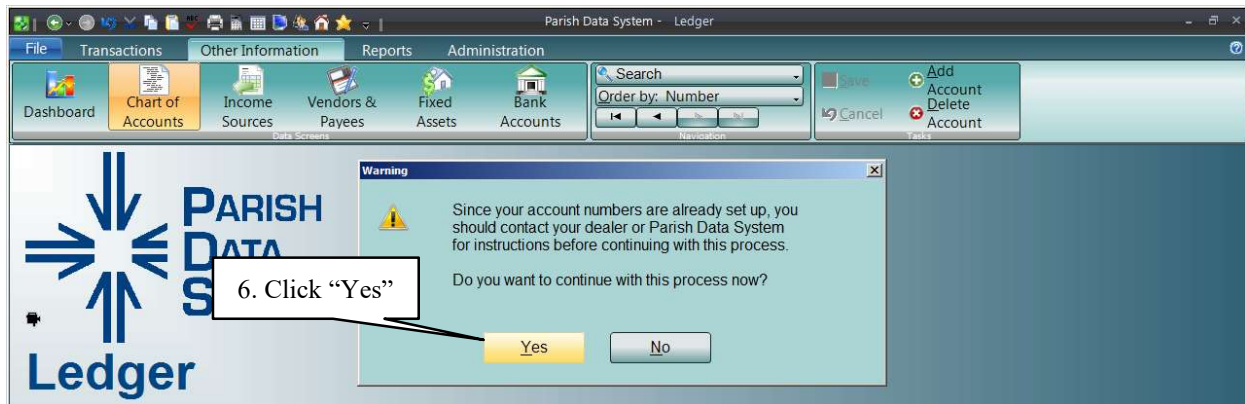 Parish Data System - Ledger
File Transactions Other Information Reports Administration
Dashboard
Chart of
Accounts
Income
Sources
Vendors &
Payees
Fixed
Assets
Bank
Accounts
Data Screens
Search
Order by: Number
Navigation
Save
Cancel
Add
Account
Delete
Account
Tasks
PARISH
DATA
S
Ledger
Warning
Since your account numbers are already set up, you
should contact your dealer or Parish Data System
for instructions before continuing with this process.
Do you want to continue with this process now?
6. Click “Yes”
Yes
No